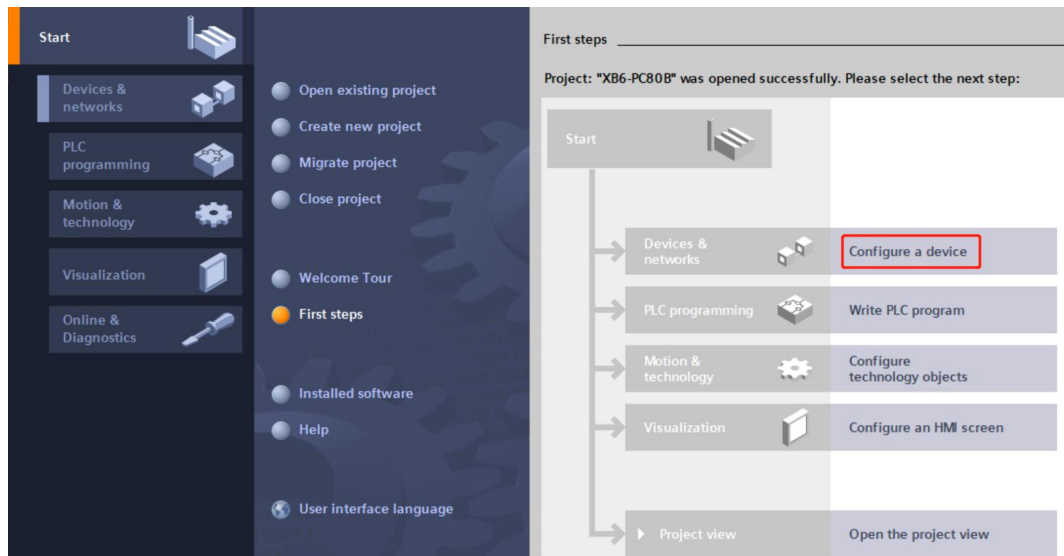 Start
Devices &
networks
PLC
programming
Motion &
technology
Visualization
Online &
Diagnostics
Open existing project
Create new project
Migrate project
Close project
Welcome Tour
First steps
Installed software
Help
User interface language
First steps
Project: "XB6-PC80B" was opened successfully. Please select the next step:
Start
Devices &
networks
Configure a device
PLC programming
Write PLC program
Motion &
technology
Configure
technology objects
Visualization
Configure an HMI screen
Project view
Open the project view